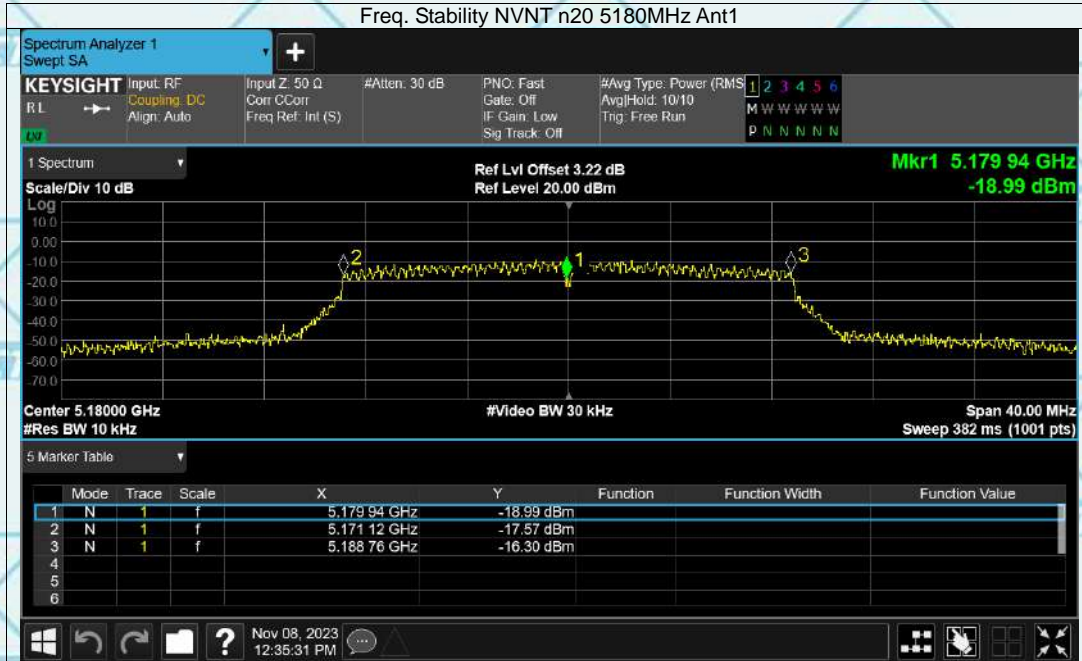 Freq. Stability NVNT n20 5180MHz Ant1
Spectrum Analyzer 1
Swept SA
+
KEYSIGHT Input: RF Input Z: 50 Ω #Atten: 30 dB PNO: Fast #Avg Type: Power (RMS 1 2 3 4 5 6
RL Coupling: DC Corr CCorr Gate: Off Avg|Hold: 10/10 M W W W W W
Align: Auto Freq Ref: Int (S) IF Gain: Low Trig: Free Run
LXI Sig Track: Off P N N N N N
1 Spectrum Ref Lvl Offset 3.22 dB Mkr1 5.179 94 GHz
Scale/Div 10 dB Ref Level 20.00 dBm -18.99 dBm
Log
10.0
0.00
-10.0 2 1 3
-20.0
-30.0
-40.0
-50.0
-60.0
-70.0
Center 5.18000 GHz #Video BW 30 kHz Span 40.00 MHz
#Res BW 10 kHz Sweep 382 ms (1001 pts)
5 Marker Table
Mode Trace Scale X Y Function Function Width Function Value
1 N 1 f 5.179 94 GHz -18.99 dBm
2 N 1 f 5.171 12 GHz -17.57 dBm
3 N 1 f 5.188 76 GHz -16.30 dBm
4
5
6
? Nov 08, 2023
12:35:31 PM